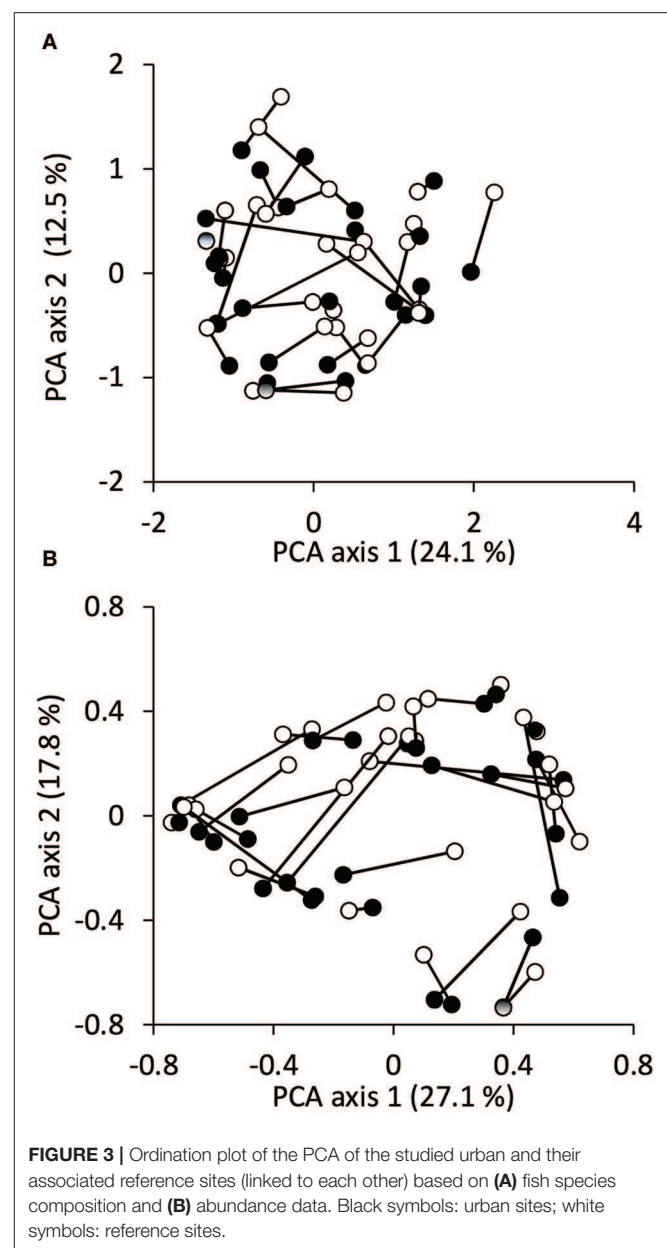 A
2
1
0
-1
-2
PCA axis 2 (12.5 %)
-2
0
2
4
PCA axis 1 (24.1 %)
B
0.8
0.4
0
-0.4
-0.8
PCA axis 2 (17.8 %)
-0.8
-0.4
0
0.4
0.8
PCA axis 1 (27.1 %)
FIGURE 3 | Ordination plot of the PCA of the studied urban and their
associated reference sites (linked to each other) based on (A) fish species
composition and (B) abundance data. Black symbols: urban sites; white
symbols: reference sites.